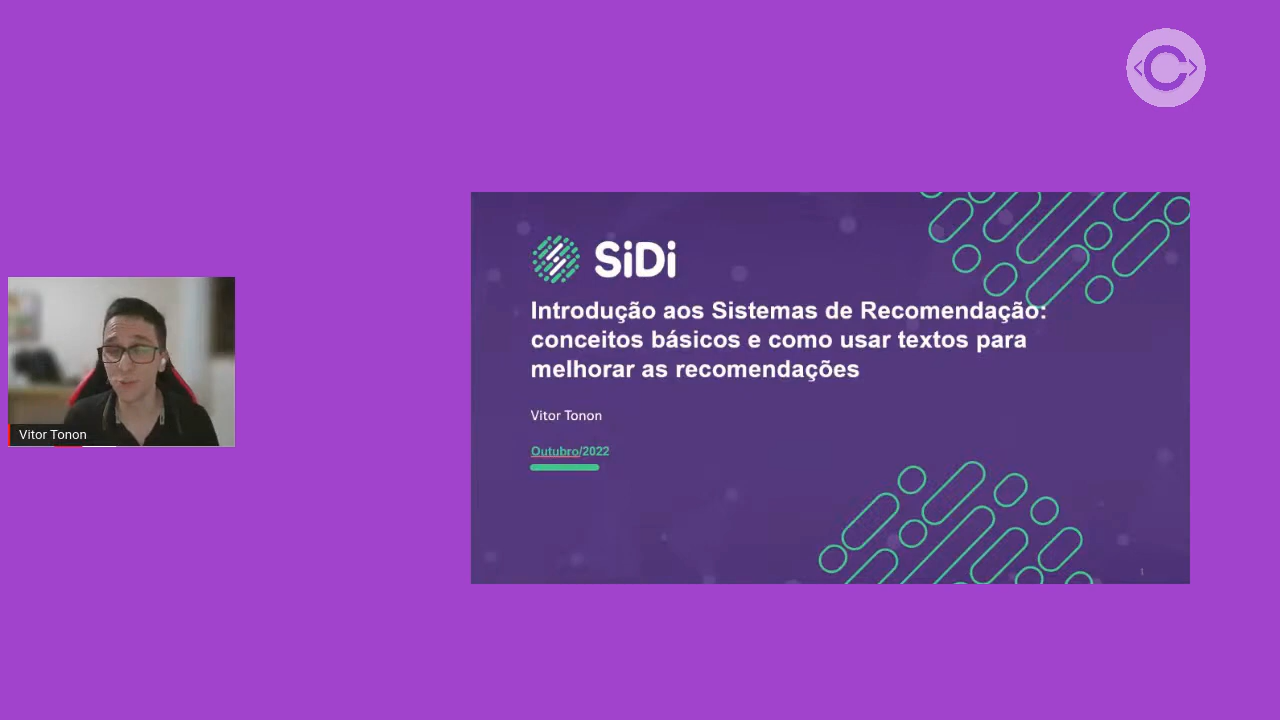 SiDi
Introdução aos Sistemas de Recomendação:
conceitos básicos e como usar textos para
melhorar as recomendações
Vitor Tonon
Outubro/2022
1
Vitor Tonon
<C>